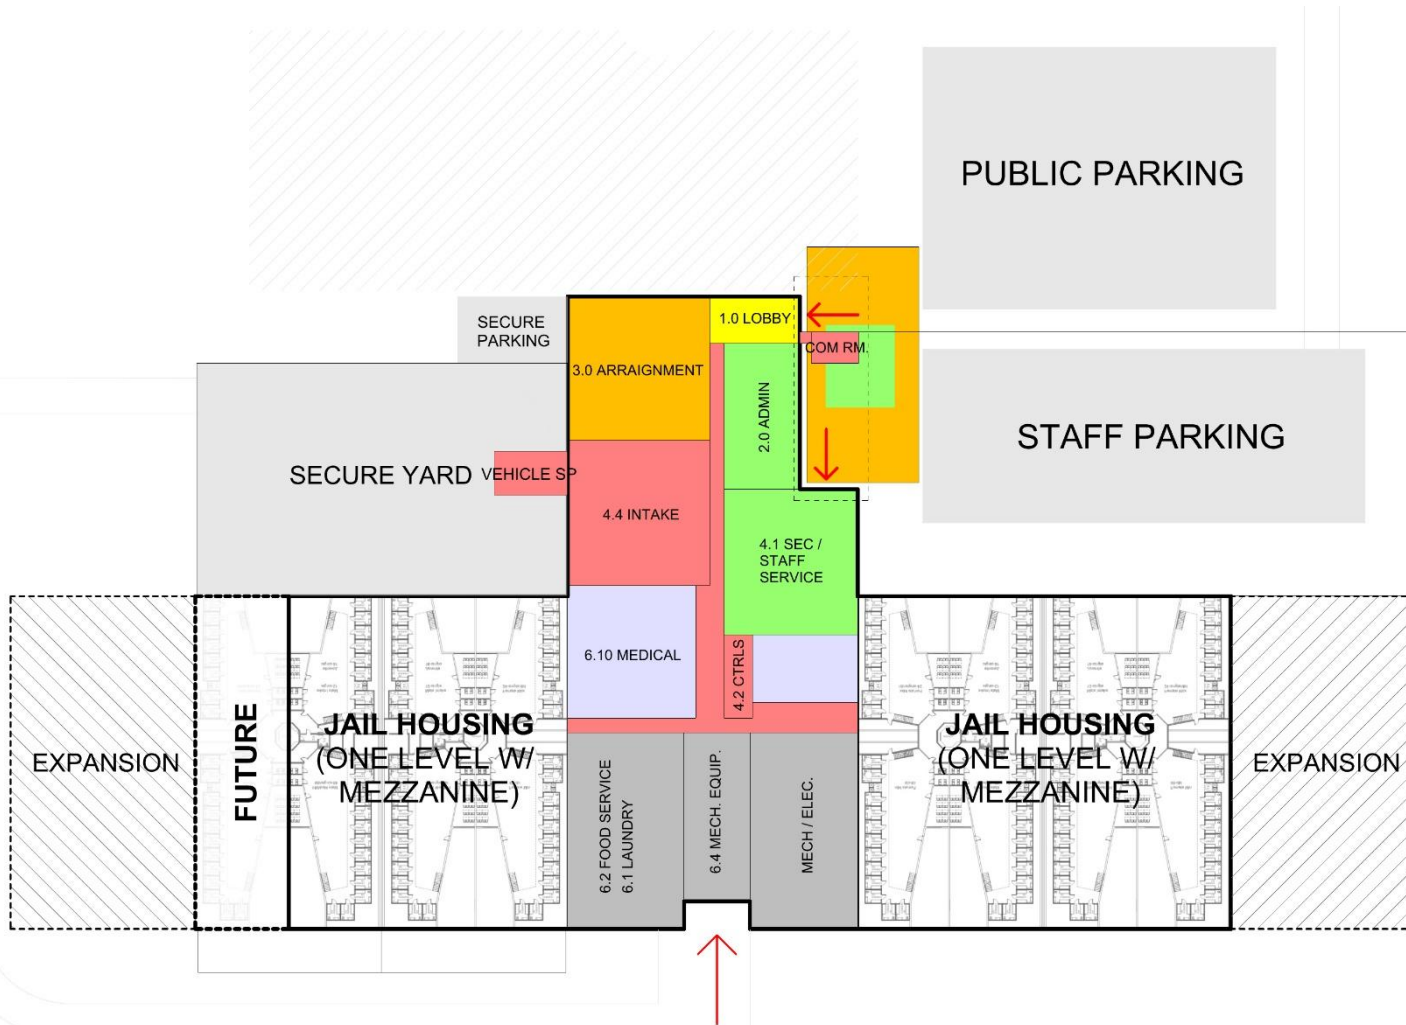 PUBLIC PARKING
SECURE
PARKING
1.0 LOBBY
COM RM.
3.0 ARRAIGNMENT
2.0 ADMIN
STAFF PARKING
SECURE YARD
VEHICLE SP
4.4 INTAKE
4.1 SEC /
STAFF
SERVICE
6.10 MEDICAL
4.2 CTRLS
EXPANSION
FUTURE
JAIL HOUSING
(ONE LEVEL W/
MEZZANINE)
6.2 FOOD SERVICE
6.1 LAUNDRY
6.4 MECH. EQUIP.
MECH / ELEC.
JAIL HOUSING
(ONE LEVEL W/
MEZZANINE)
EXPANSION